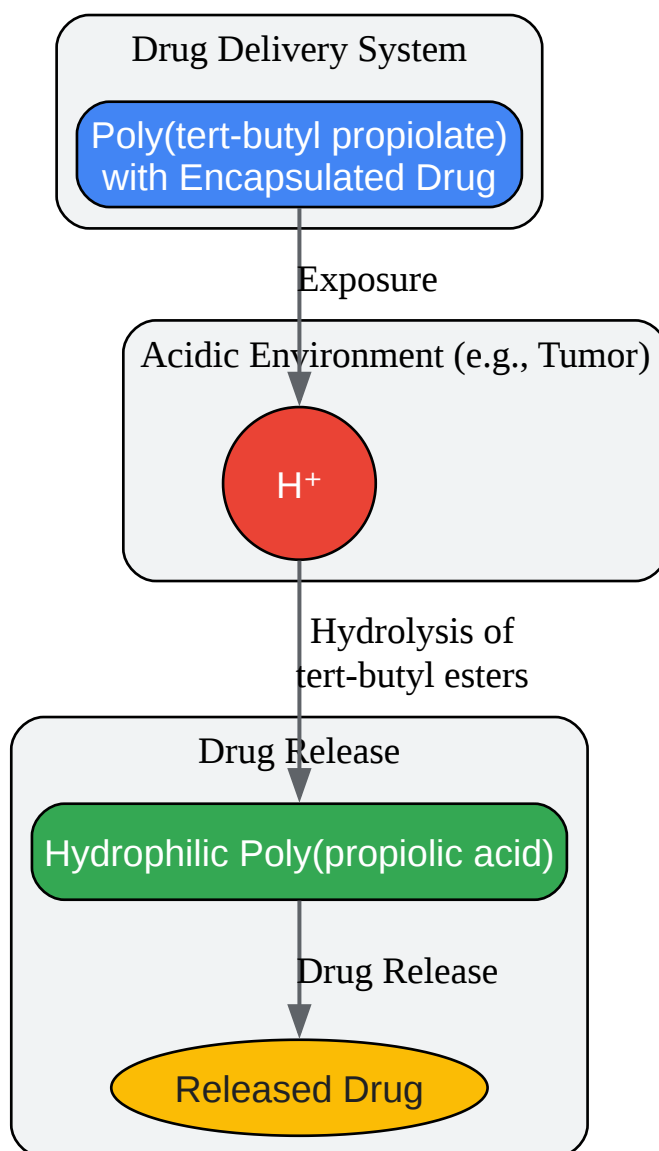 Drug Delivery System
Poly(tert-butyl propiolate)
with Encapsulated Drug
Exposure
Acidic Environment (e.g., Tumor)
H⁺
Hydrolysis of
tert-butyl esters
Drug Release
Hydrophilic Poly(propiolic acid)
Drug Release
Released Drug